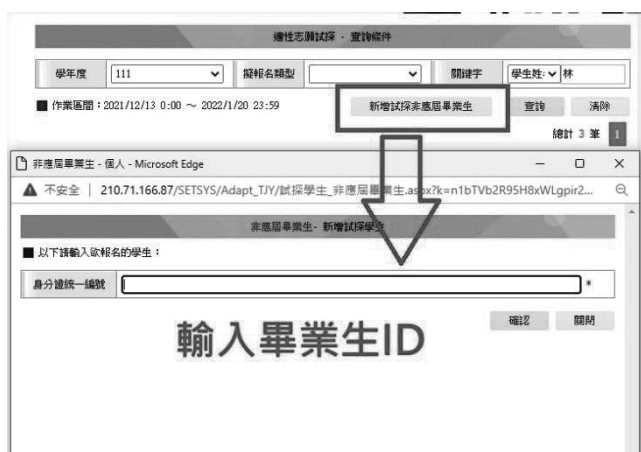 適性志願試探 - 查詢條件
學年度 111 擬報名類型 關鍵字 學生姓: 林
■ 作業區間：2021/12/13 0:00 ～ 2022/1/20 23:59 新增試探非應屆畢業生 查詢 清除
總計 3 筆 1
非應屆畢業生 - 個人 - Microsoft Edge
不安全 | 210.71.166.87/SETSYS/Adapt_TJY/試探學生_非應屆畢業生.aspx?k=n1bTVb2R95H8xWLgpir2...
非應屆畢業生- 新增試探學生
■ 以下請輸入欲報名的學生：
身分證統一編號 *
確認 關閉
輸入畢業生ID